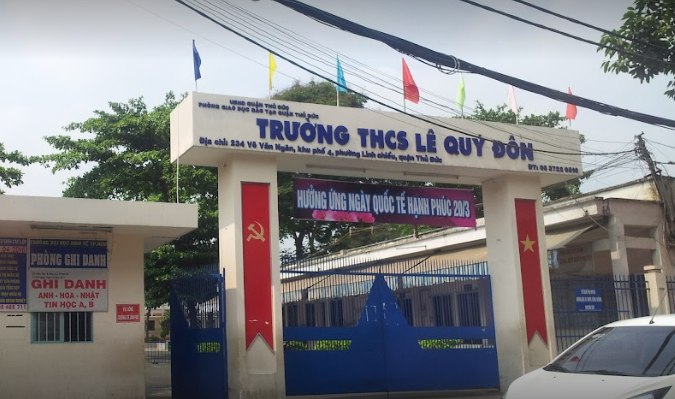 UBND QUẬN THỦ ĐỨC
PHÒNG GIÁO DỤC ĐÀO TẠO QUẬN THỦ ĐỨC
TRƯỜNG THCS LÊ QUÝ ĐÔN
Địa chỉ: 234 Võ Văn Ngân, khu phố 4, phường Linh chiểu, quận Thủ Đức
HƯỞNG ỨNG NGÀY QUỐC TẾ HẠNH PHÚC 20/3
PHÒNG GHI DANH
GHI DANH
ANH - HOA - NHẬT
TIN HỌC A, B